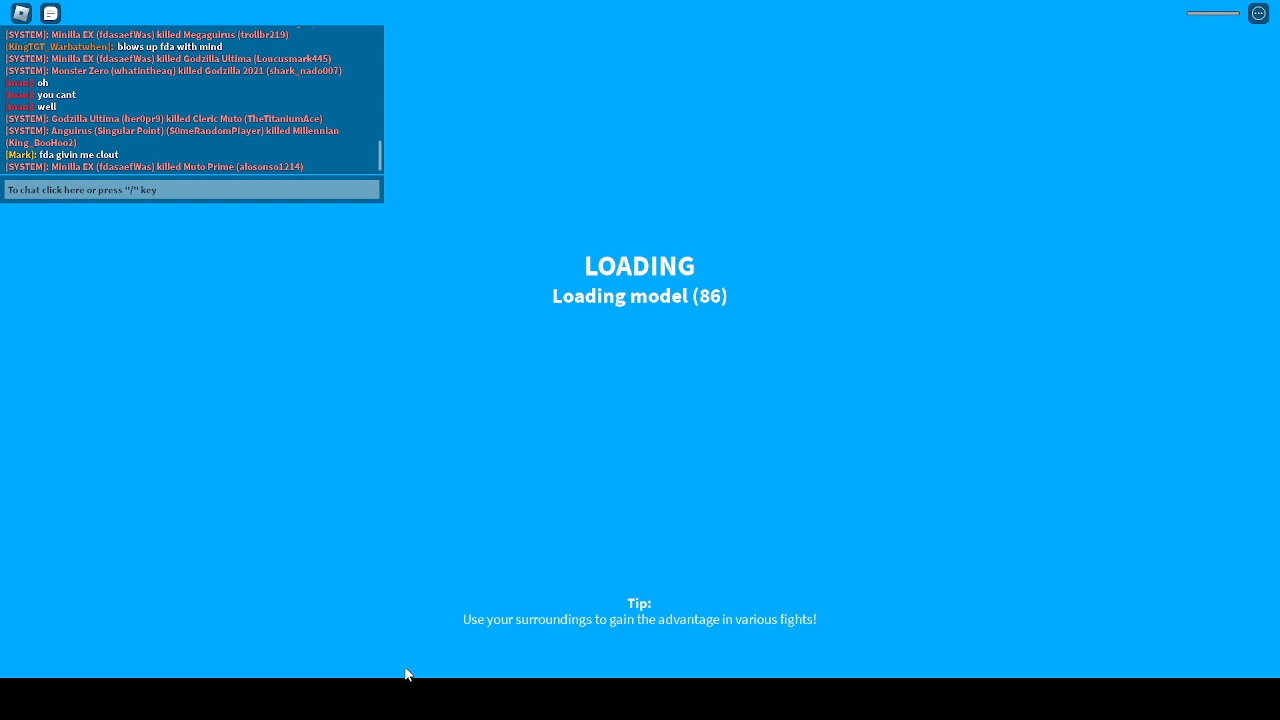 [SYSTEM]: Minilla EX (fdasaefWas) killed Megaguirus (trollbr219)
[KingTGT_Warbatwhen]: blows up fda with mind
[SYSTEM]: Minilla EX (fdasaefWas) killed Godzilla Ultima (Loucusmark445)
[SYSTEM]: Monster Zero (whatintheaq) killed Godzilla 2021 (shark_nado007)
oh
you cant
well
[SYSTEM]: Godzilla Ultima (her0pr9) killed Cleric Muto (TheTitaniumAce)
[SYSTEM]: Anguirus (Singular Point) (S0meRandomPlayer) killed Millennian
(King_BooHoo2)
[Mark]: fda givin me clout
[SYSTEM]: Minilla EX (fdasaefWas) killed Muto Prime (alosonso1214)
To chat click here or press "/" key
LOADING
Loading model (86)
Tip:
Use your surroundings to gain the advantage in various fights!